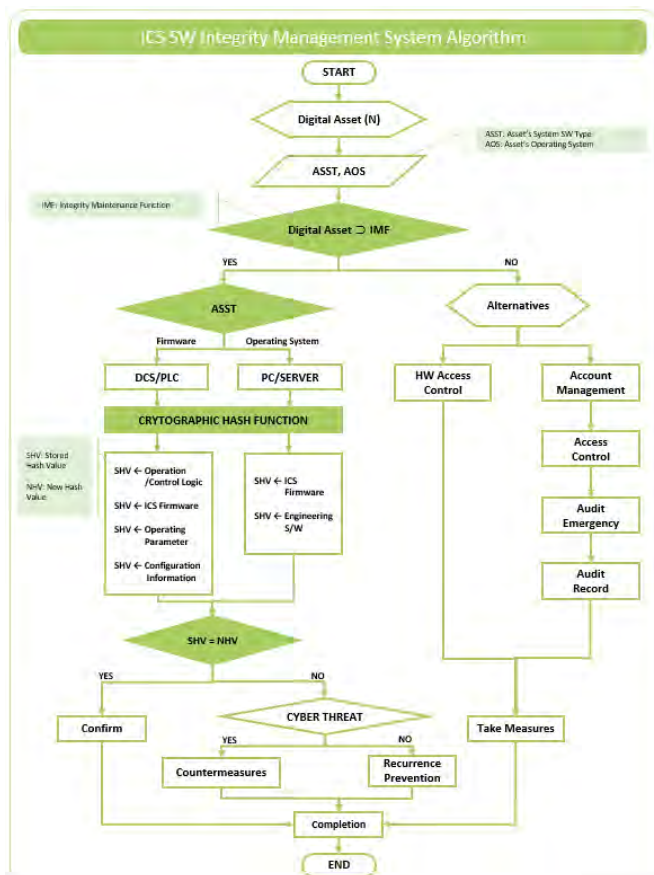 ICS SW Integrity Management System Algorithm
START
Digital Asset (N)
ASST: Asset's System SW Type
AOS: Asset's Operating System
ASST, AOS
IMF: Integrity Maintenance Function
Digital Asset ⊃ IMF
YES
NO
ASST
Alternatives
Firmware
Operating System
DCS/PLC
PC/SERVER
HW Access
Control
Account
Management
CRYTOGRAPHIC HASH FUNCTION
SHV: Stored
Hash Value
NHV: New Hash
Value
SHV ← Operation
/Control Logic
SHV ← ICS Firmware
SHV ← Operating
Parameter
SHV ← Configuration
Information
SHV ← ICS
Firmware
SHV ← Engineering
S/W
Access
Control
Audit
Emergency
Audit
Record
SHV = NHV
YES
NO
Confirm
CYBER THREAT
Take Measures
YES
NO
Countermeasures
Recurrence
Prevention
Completion
END